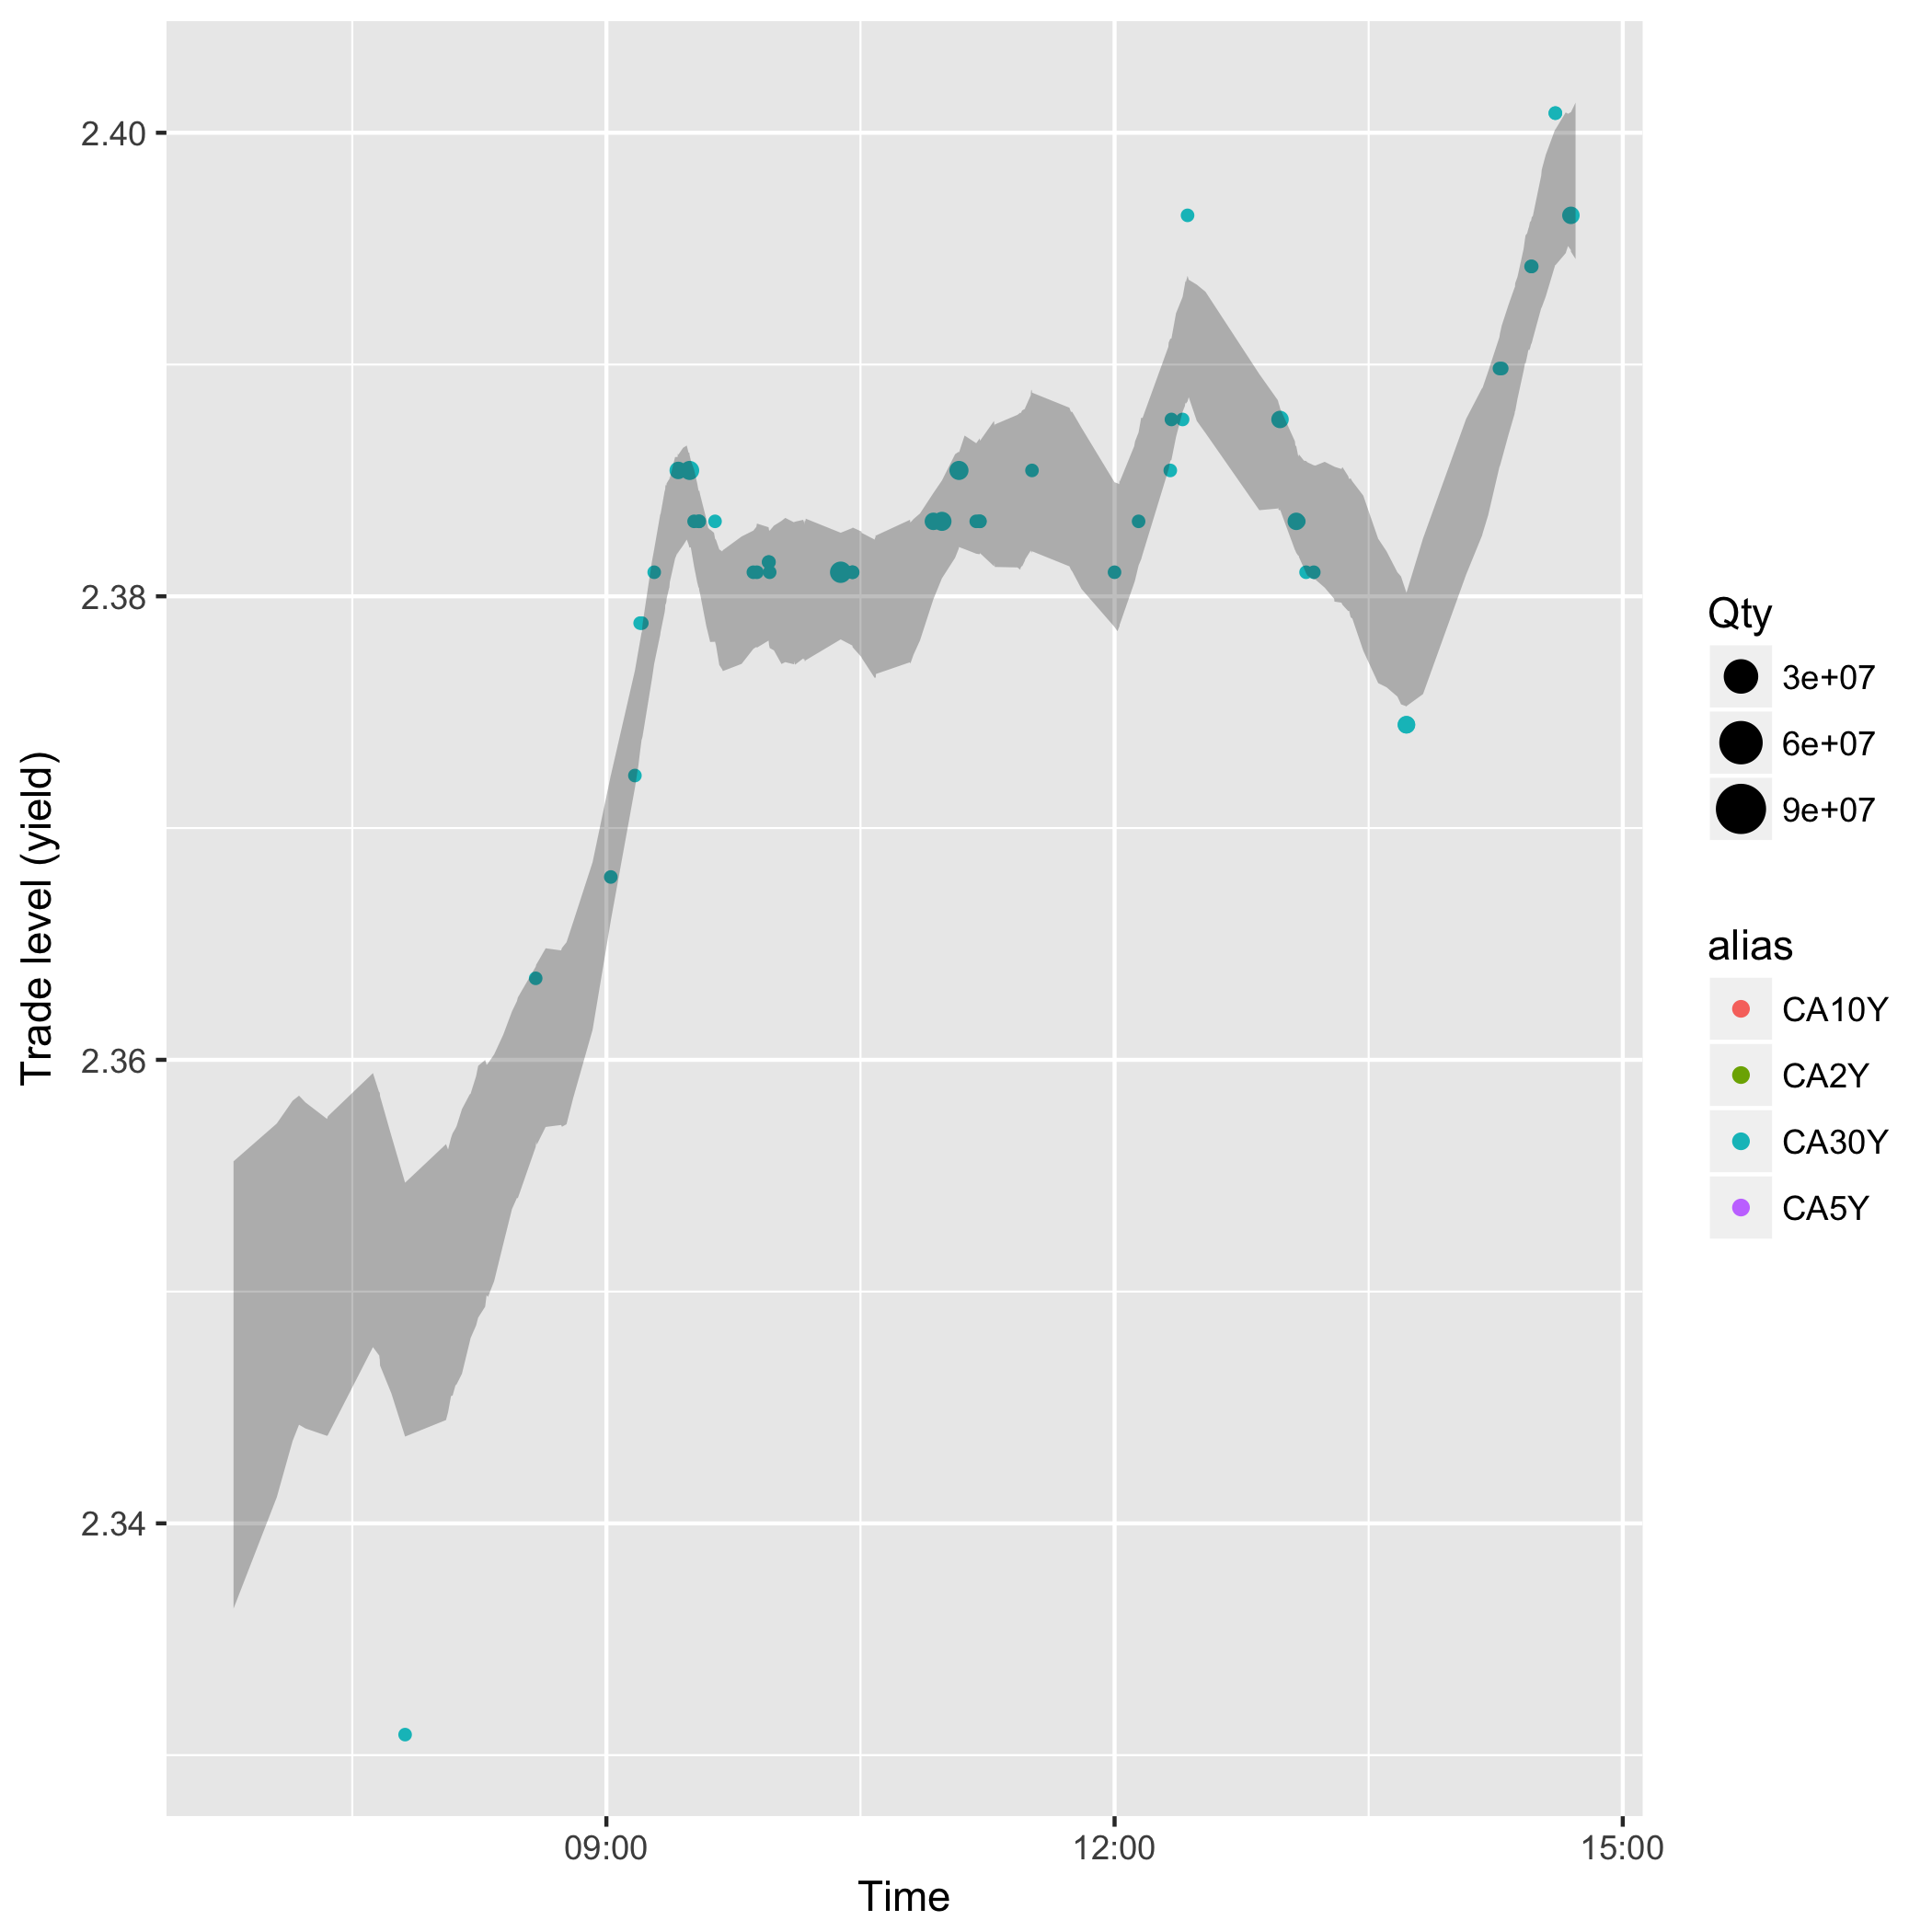 2.40
2.38
2.36
2.34
Trade level (yield)
09:00
12:00
15:00
Time
Qty
3e+07
6e+07
9e+07
alias
CA10Y
CA2Y
CA30Y
CA5Y